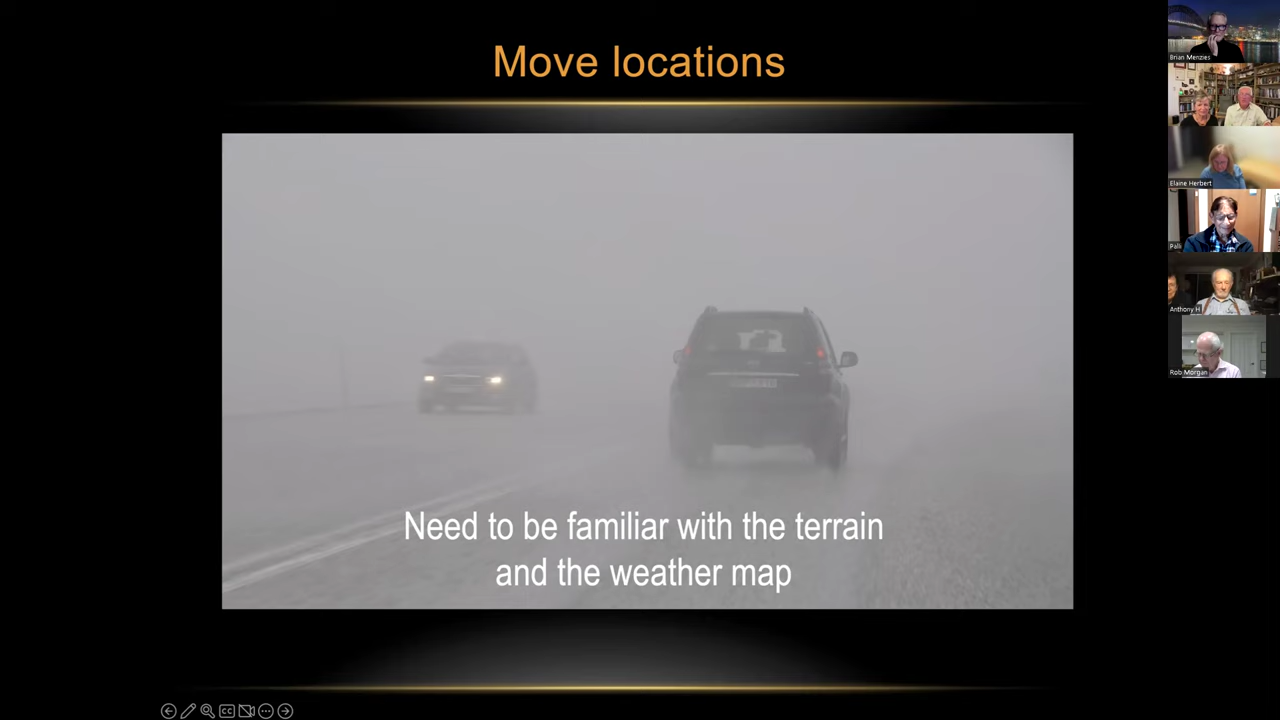 Move locations
Need to be familiar with the terrain
and the weather map
Brian Menzies
Elaine Herbert
Anthony H
Rob Morgan
CC